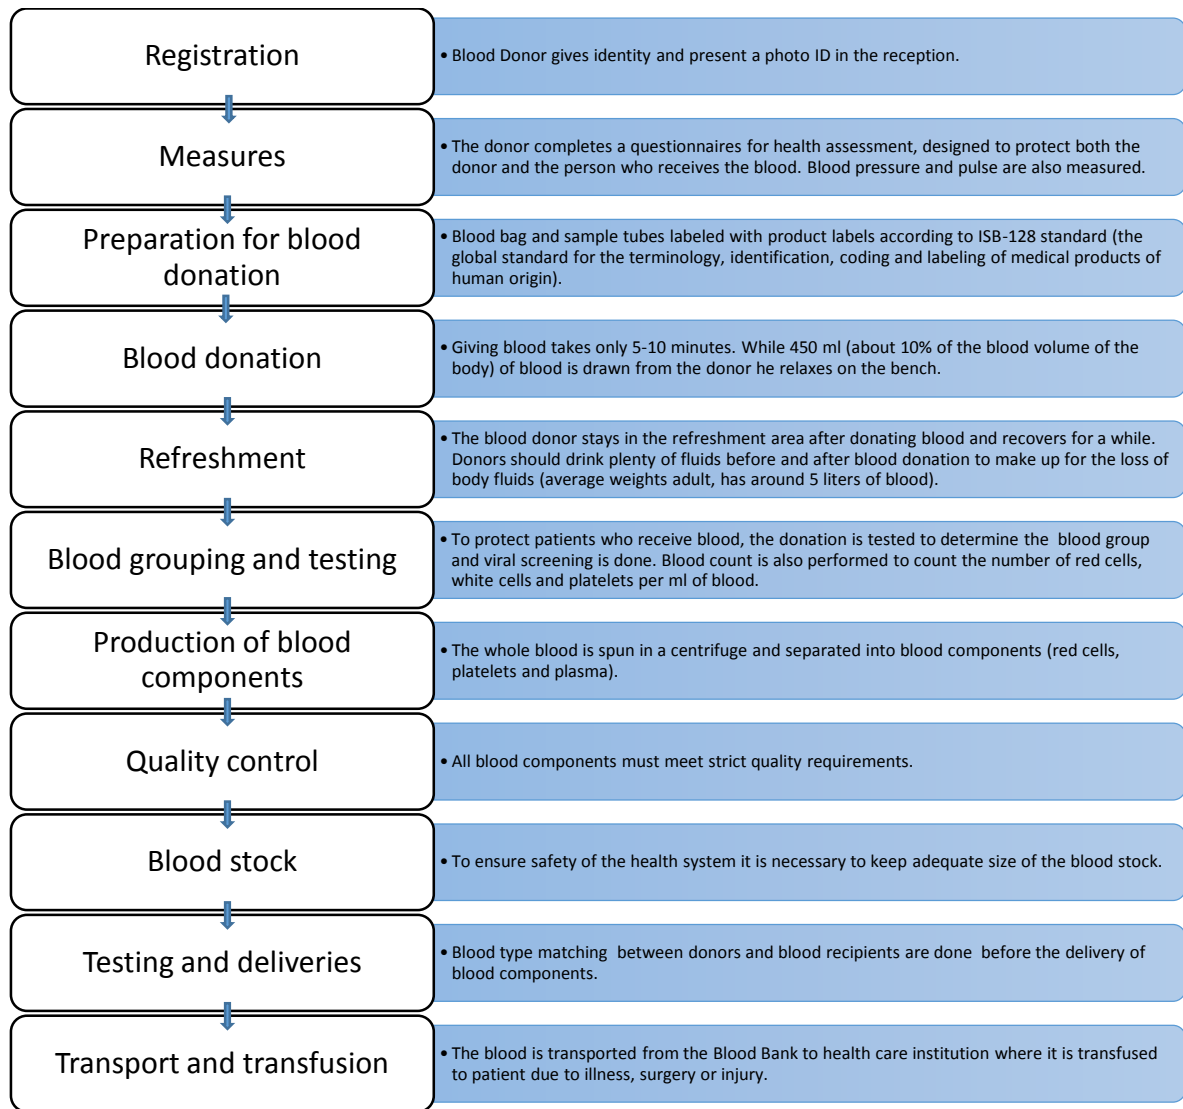 Registration
• Blood Donor gives identity and present a photo ID in the reception.
Measures
• The donor completes a questionnaires for health assessment, designed to protect both the
donor and the person who receives the blood. Blood pressure and pulse are also measured.
Preparation for blood
donation
• Blood bag and sample tubes labeled with product labels according to ISB-128 standard (the
global standard for the terminology, identification, coding and labeling of medical products of
human origin).
Blood donation
• Giving blood takes only 5-10 minutes. While 450 ml (about 10% of the blood volume of the
body) of blood is drawn from the donor he relaxes on the bench.
Refreshment
• The blood donor stays in the refreshment area after donating blood and recovers for a while.
Donors should drink plenty of fluids before and after blood donation to make up for the loss of
body fluids (average weights adult, has around 5 liters of blood).
Blood grouping and testing
• To protect patients who receive blood, the donation is tested to determine the blood group
and viral screening is done. Blood count is also performed to count the number of red cells,
white cells and platelets per ml of blood.
Production of blood
components
• The whole blood is spun in a centrifuge and separated into blood components (red cells,
platelets and plasma).
Quality control
• All blood components must meet strict quality requirements.
Blood stock
• To ensure safety of the health system it is necessary to keep adequate size of the blood stock.
Testing and deliveries
• Blood type matching between donors and blood recipients are done before the delivery of
blood components.
Transport and transfusion
• The blood is transported from the Blood Bank to health care institution where it is transfused
to patient due to illness, surgery or injury.